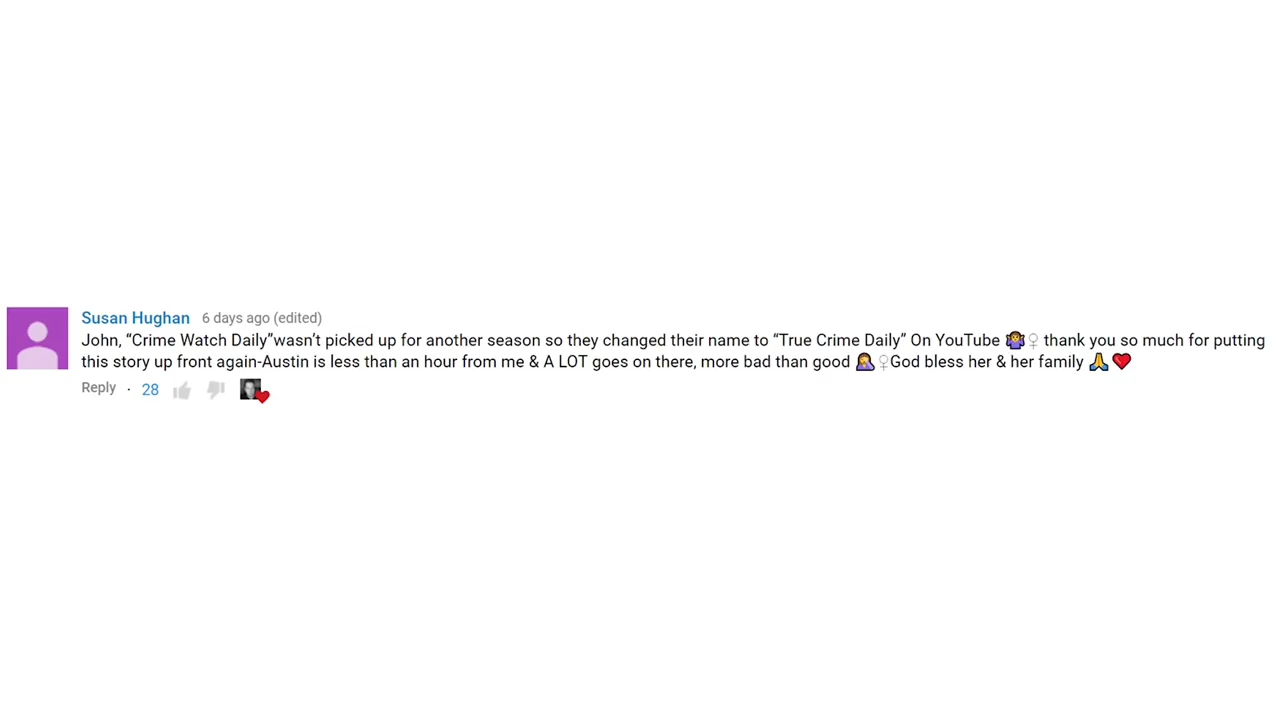 Susan Hughan 6 days ago (edited)
John, “Crime Watch Daily”wasn’t picked up for another season so they changed their name to “True Crime Daily” On YouTube 🤷♀ thank you so much for putting
this story up front again-Austin is less than an hour from me & A LOT goes on there, more bad than good 🤦♀God bless her & her family 🙏❤
Reply · 28